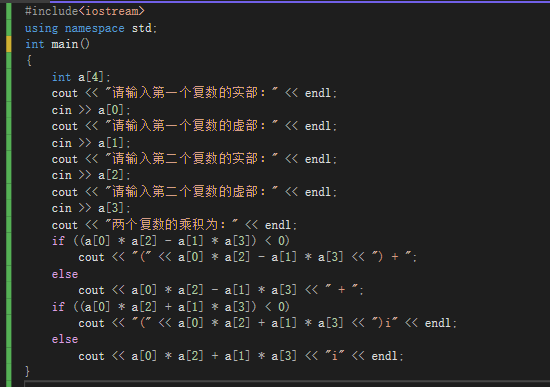 #include<iostream>
using namespace std;
int main()
{
    int a[4];
    cout << "请输入第一个复数的实部：" << endl;
    cin >> a[0];
    cout << "请输入第一个复数的虚部：" << endl;
    cin >> a[1];
    cout << "请输入第二个复数的实部：" << endl;
    cin >> a[2];
    cout << "请输入第二个复数的虚部：" << endl;
    cin >> a[3];
    cout << "两个复数的乘积为：" << endl;
    if ((a[0] * a[2] - a[1] * a[3]) < 0)
        cout << "(" << a[0] * a[2] - a[1] * a[3] << ") + ";
    else
        cout << a[0] * a[2] - a[1] * a[3] << " + ";
    if ((a[0] * a[2] + a[1] * a[3]) < 0)
        cout << "(" << a[0] * a[2] + a[1] * a[3] << ")i" << endl;
    else
        cout << a[0] * a[2] + a[1] * a[3] << "i" << endl;
}